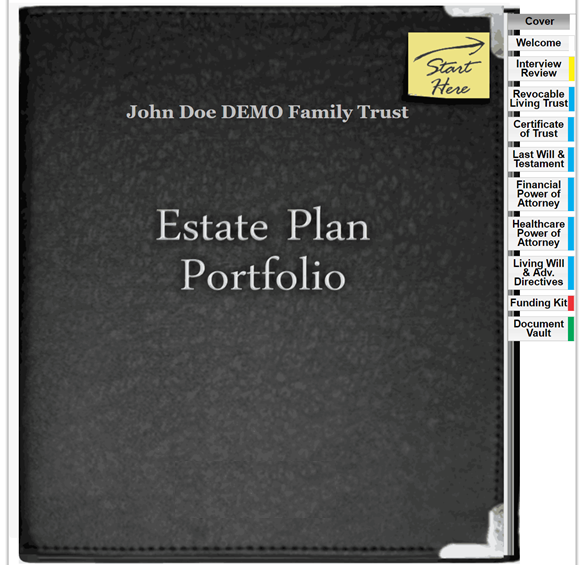 Start
Here
John Doe DEMO Family Trust
Estate Plan
Portfolio
Cover
Welcome
Interview
Review
Revocable
Living Trust
Certificate
of Trust
Last Will &
Testament
Financial
Power of
Attorney
Healthcare
Power of
Attorney
Living Will
& Adv.
Directives
Funding Kit
Document
Vault